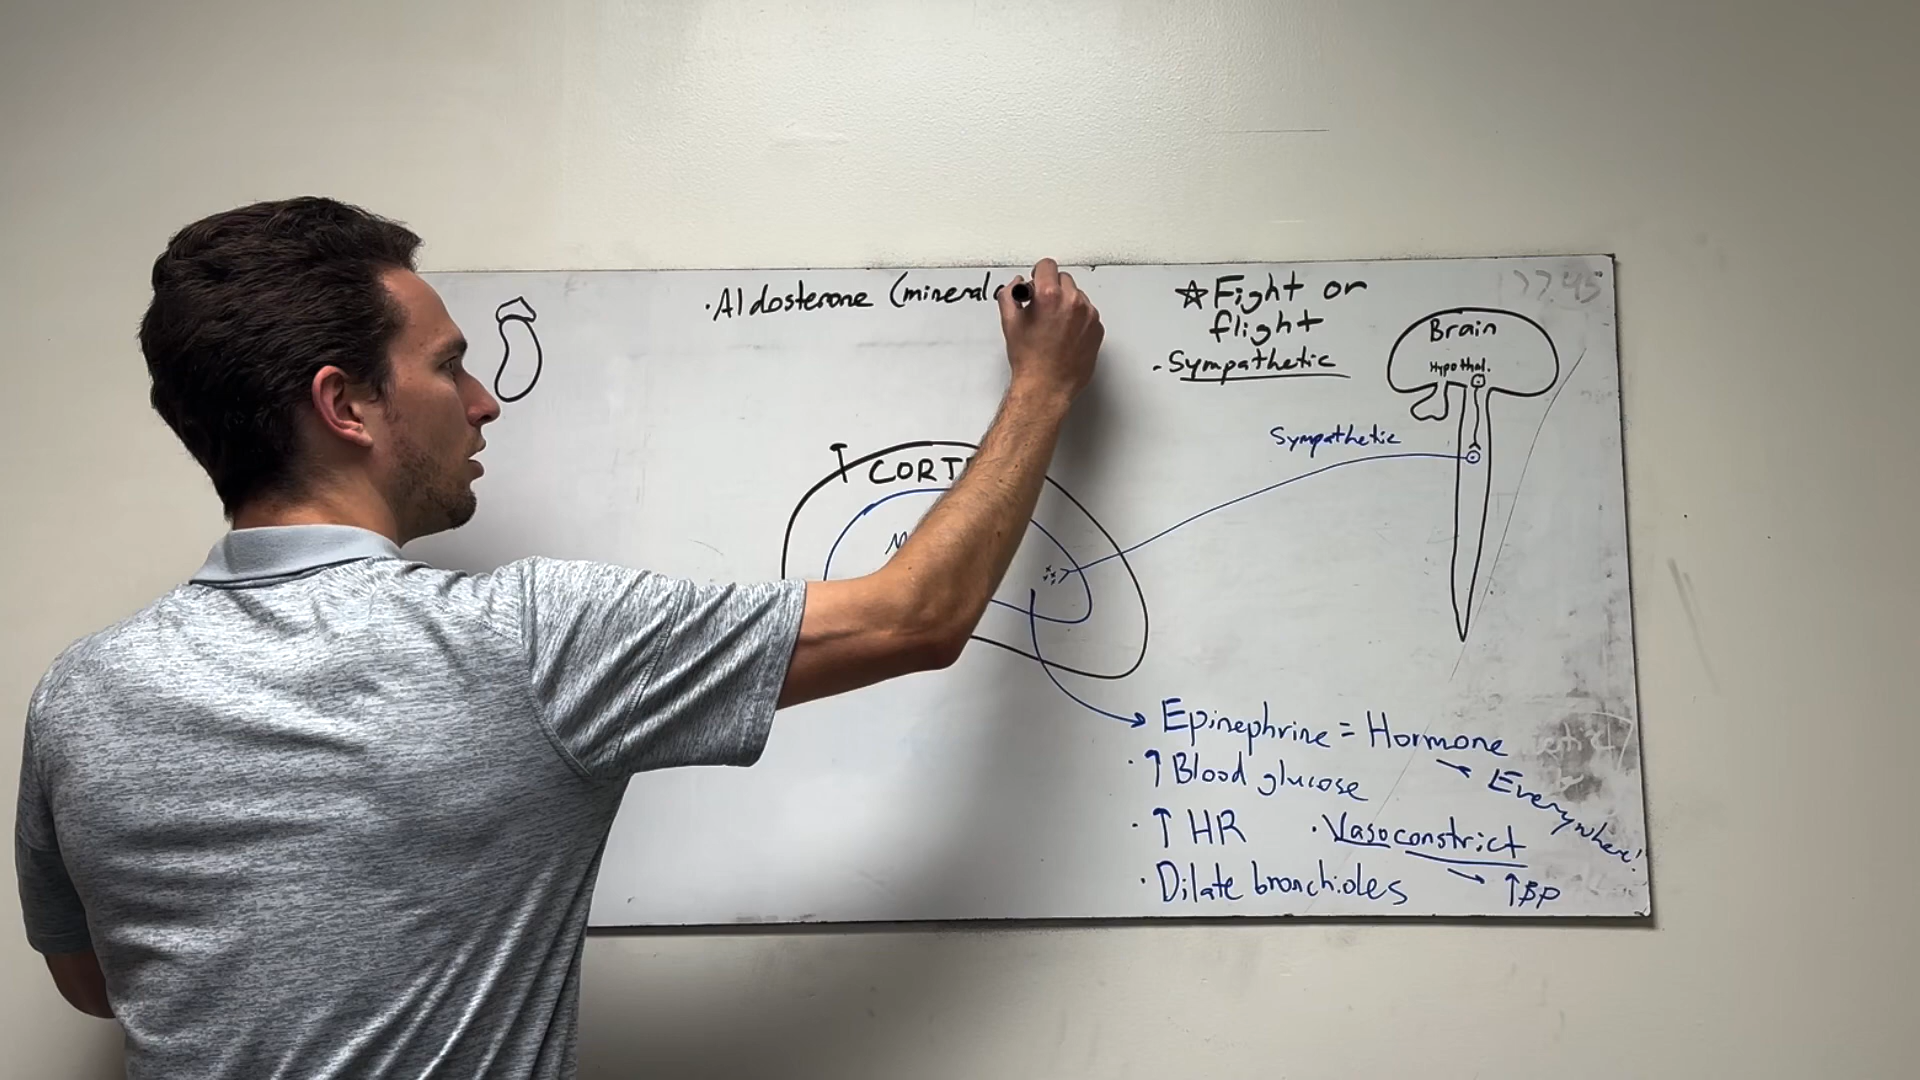 ·Aldosterone (mineralo
☆ Fight or
flight
- Sympathetic
Brain
Hypothal.
Sympathetic
CORT
M
Epinephrine = Hormone
→ Everywhere!
· ↑ Blood glucose
· ↑ HR
· Vasoconstrict
→ ↑BP
· Dilate bronchioles